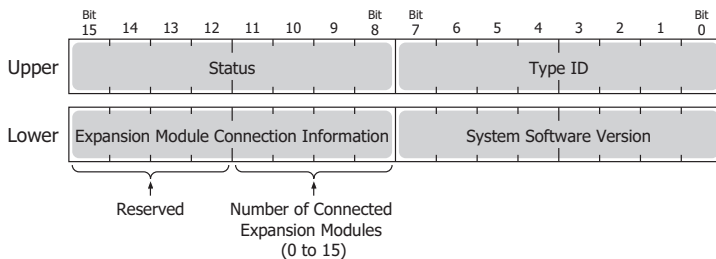 Bit Bit Bit Bit
15 14 13 12 11 10 9 8 7 6 5 4 3 2 1 0
Upper Status Type ID
Lower Expansion Module Connection Information System Software Version
Reserved Number of Connected
Expansion Modules
(0 to 15)